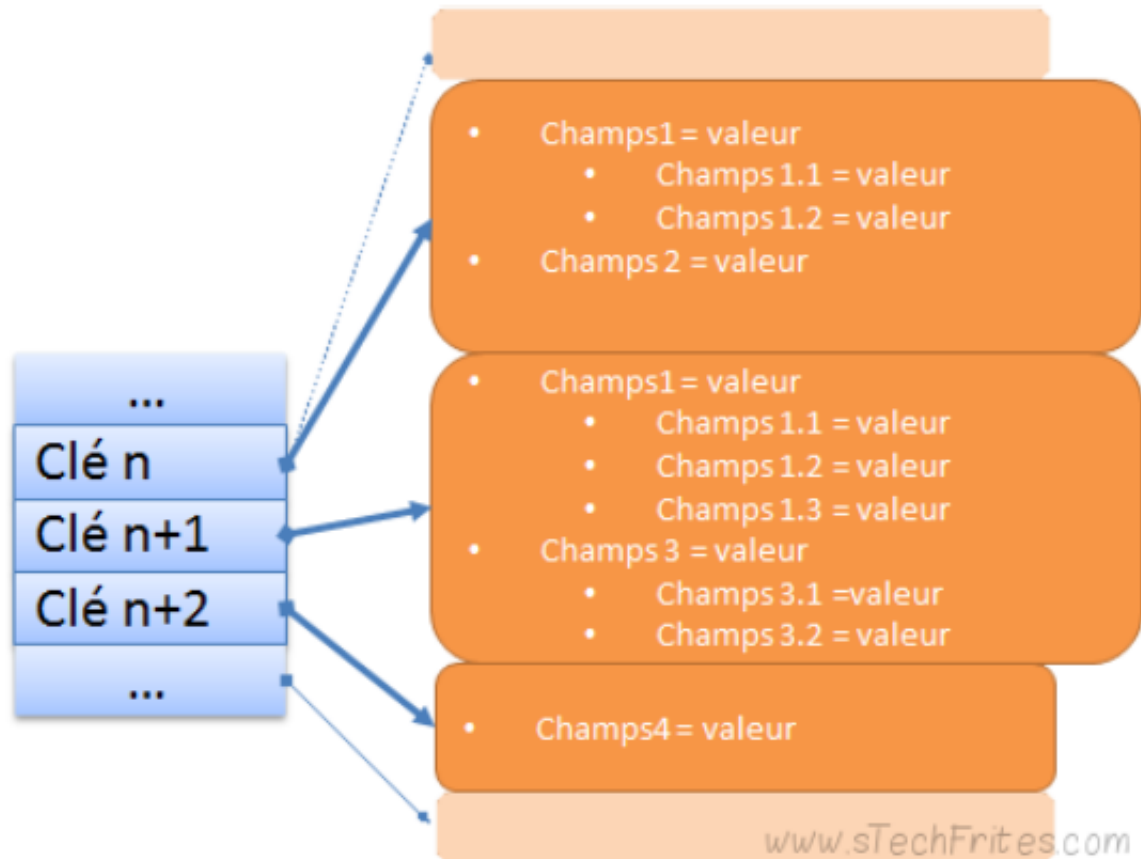 • Champs1 = valeur
• Champs 1.1 = valeur
• Champs 1.2 = valeur
• Champs 2 = valeur
...
Clé n
Clé n+1
Clé n+2
...
• Champs1 = valeur
• Champs 1.1 = valeur
• Champs 1.2 = valeur
• Champs 1.3 = valeur
• Champs 3 = valeur
• Champs 3.1 =valeur
• Champs 3.2 = valeur
• Champs4 = valeur
www.sTechFrites.com